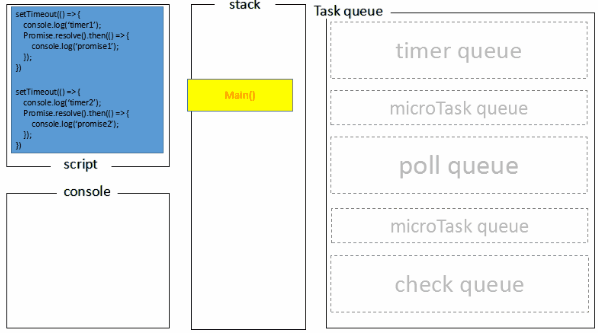 setTimeout(() => {
console.log('timer1');
Promise.resolve().then(() => {
console.log('promise1');
});
})
setTimeout(() => {
console.log('timer2');
Promise.resolve().then(() => {
console.log('promise2');
});
})
script
console
stack
Main()
Task queue
timer queue
microTask queue
poll queue
microTask queue
check queue